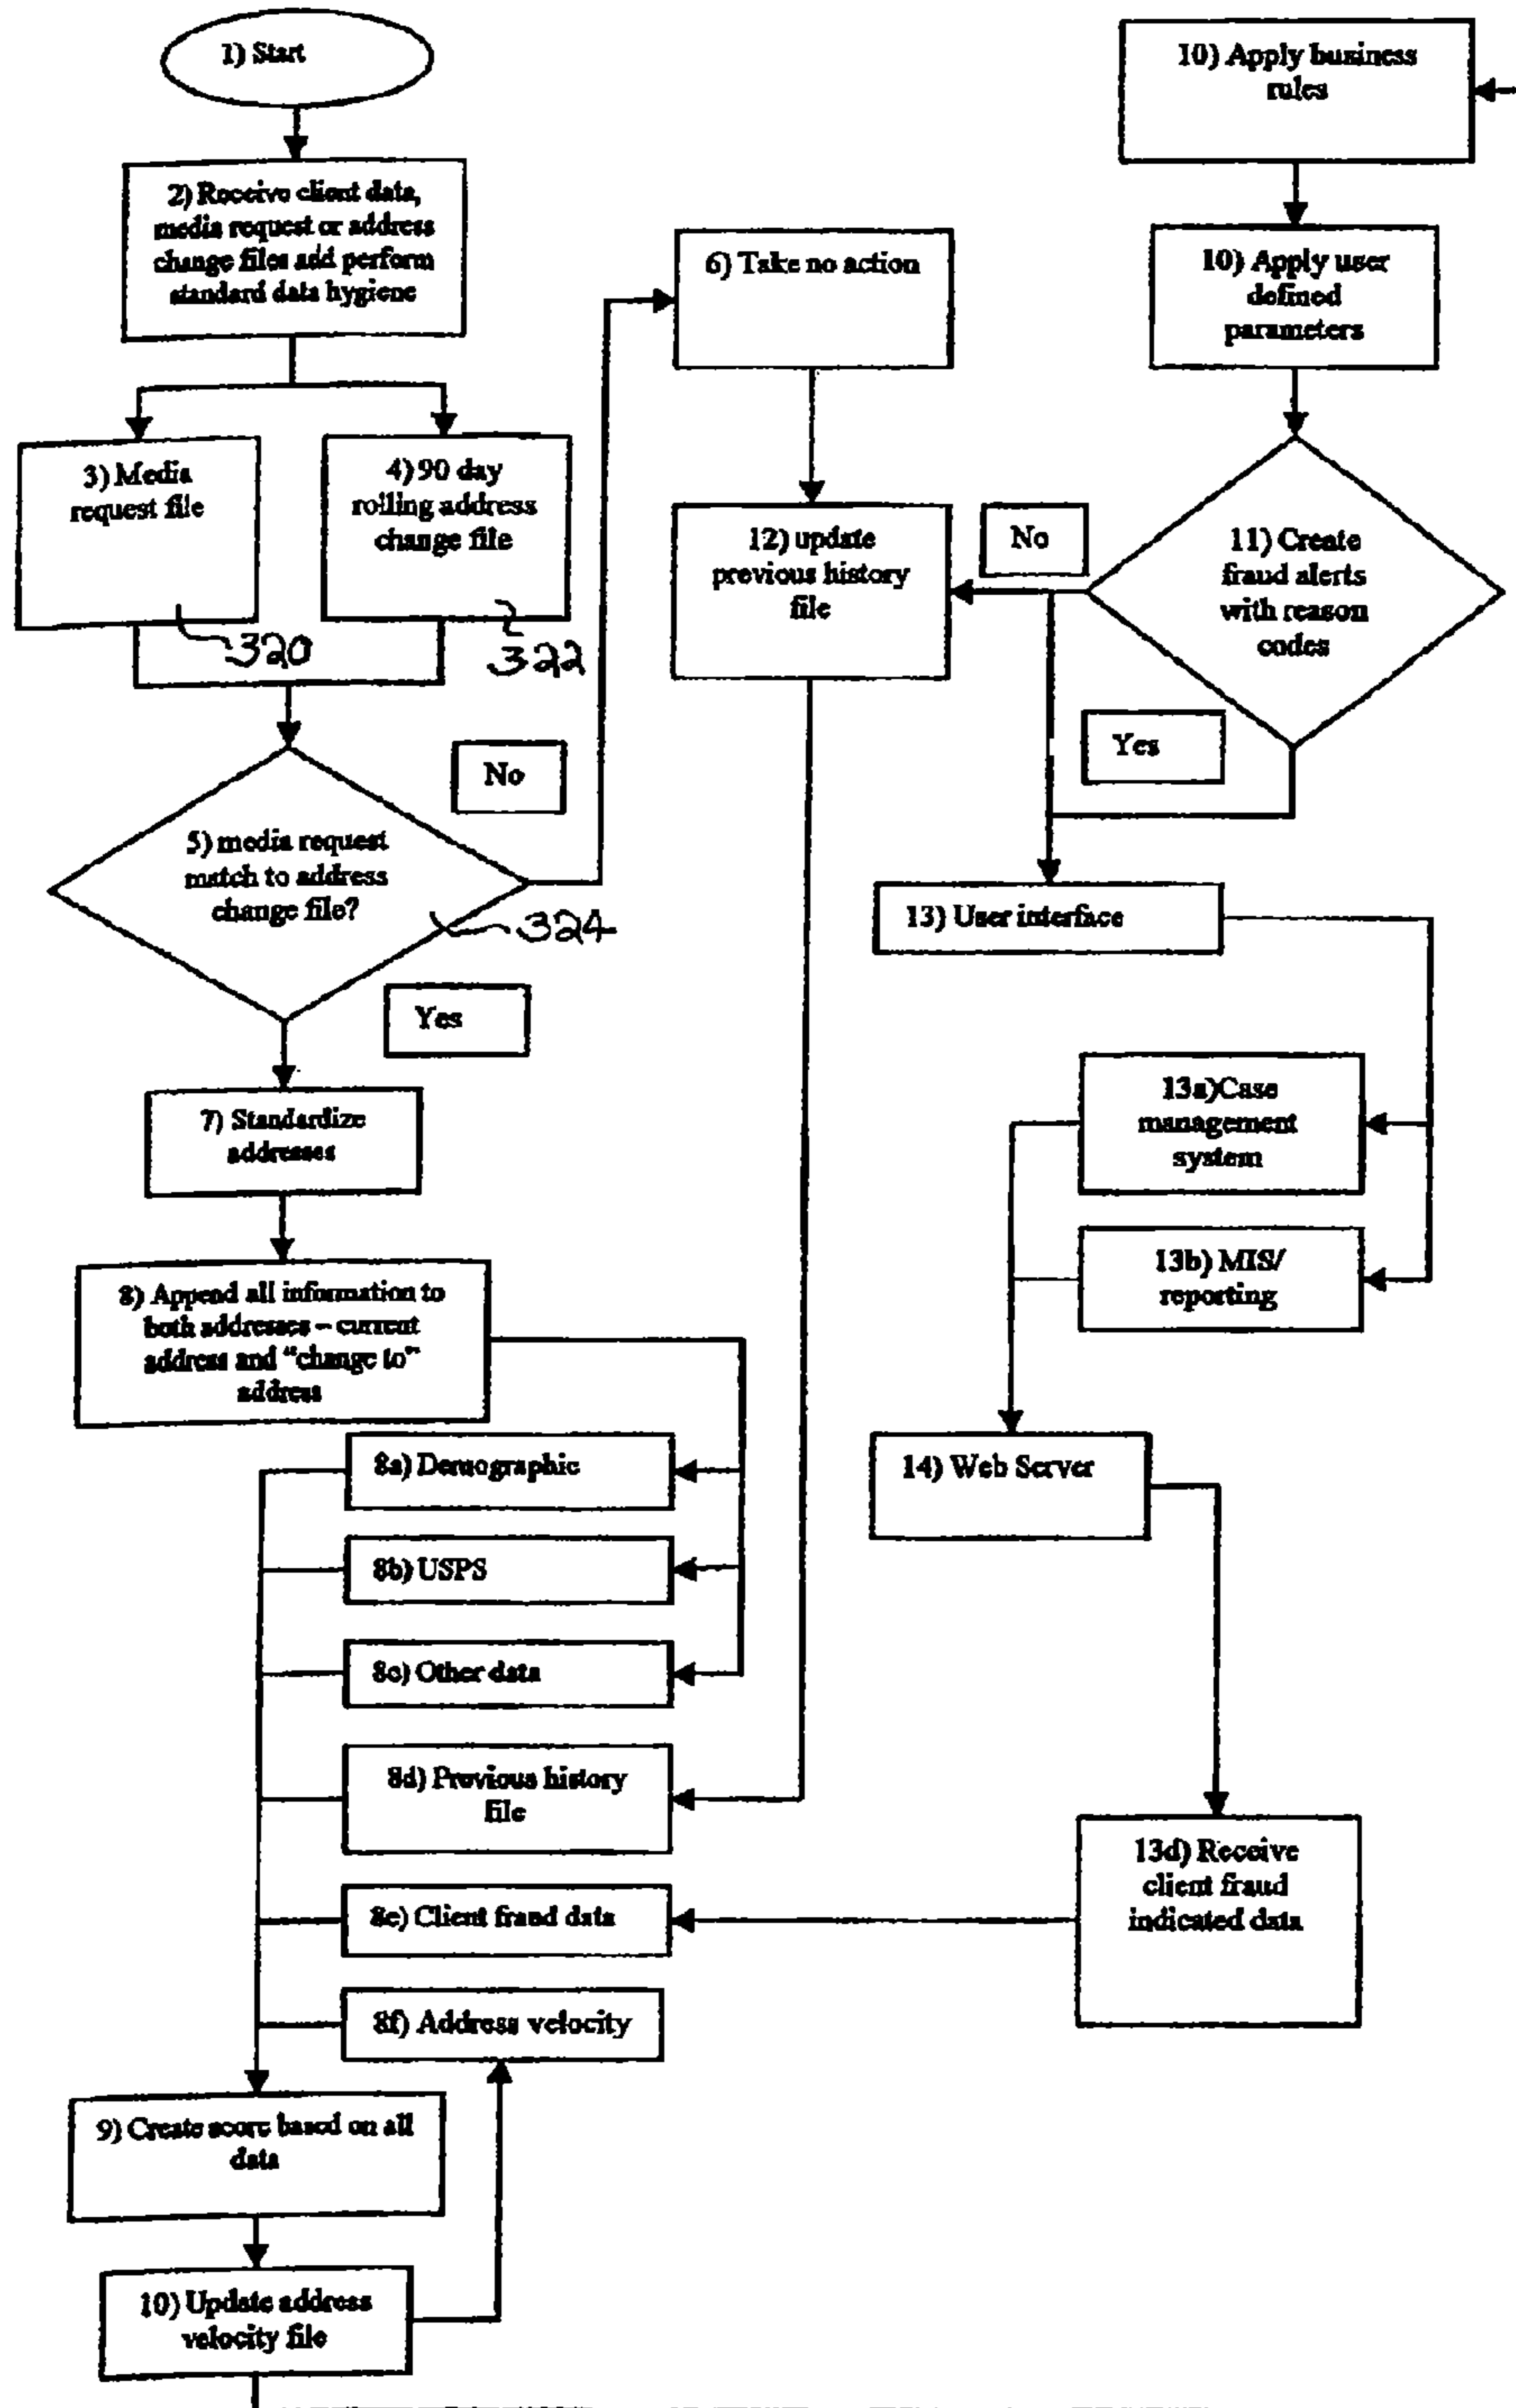 1) Start
2) Receive client data,
media request or address
change files and perform
standard data hygiene
3) Media
request file
4) 90 day
rolling address
change file
320
322
5) media request
match to address
change file?
324
No
Yes
6) Take no action
7) Standardize
addresses
8) Append all information to
both addresses – current
address and "change to"
address
8a) Demographic
8b) USPS
8c) Other data
8d) Previous history
file
8e) Client fraud data
8f) Address velocity
9) Create score based on all
data
10) Update address
velocity file
10) Apply business
rules
10) Apply user
defined
parameters
11) Create
fraud alerts
with reason
codes
No
Yes
12) update
previous history
file
13) User interface
13a)Case
management
system
13b) MIS/
reporting
14) Web Server
13d) Receive
client fraud
indicated data